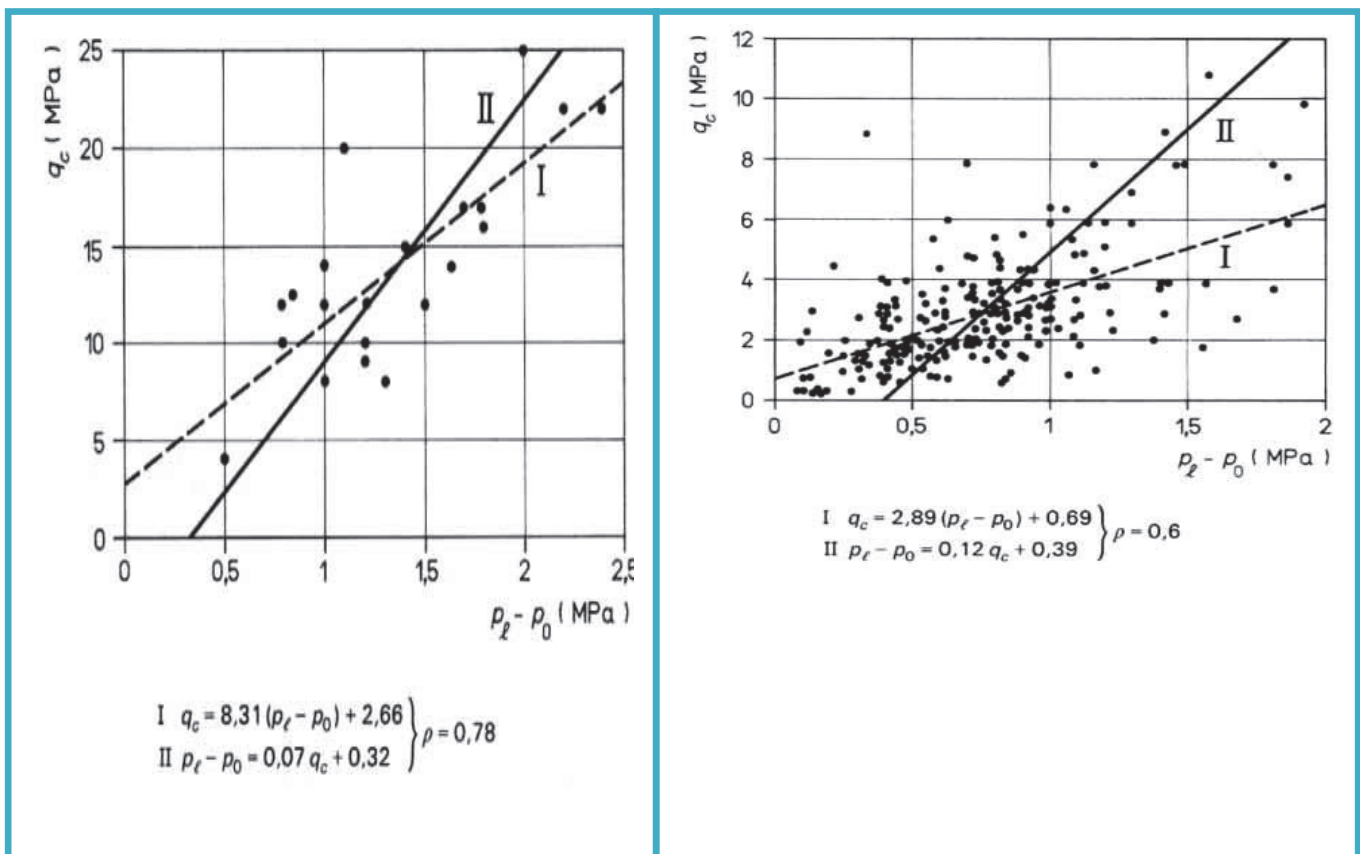 q_c (MPa)
25
20
15
10
5
0
II
I
0 0,5 1 1,5 2 2,5
p_ℓ – p_0 (MPa)
I q_c = 8,31 (p_ℓ – p_0) + 2,66
II p_ℓ – p_0 = 0,07 q_c + 0,32
ρ = 0,78
q_c (MPa)
12
10
8
6
4
2
0
II
I
0 0,5 1 1,5 2
p_ℓ – p_0 (MPa)
I q_c = 2,89 (p_ℓ – p_0) + 0,69
II p_ℓ – p_0 = 0,12 q_c + 0,39
ρ = 0,6